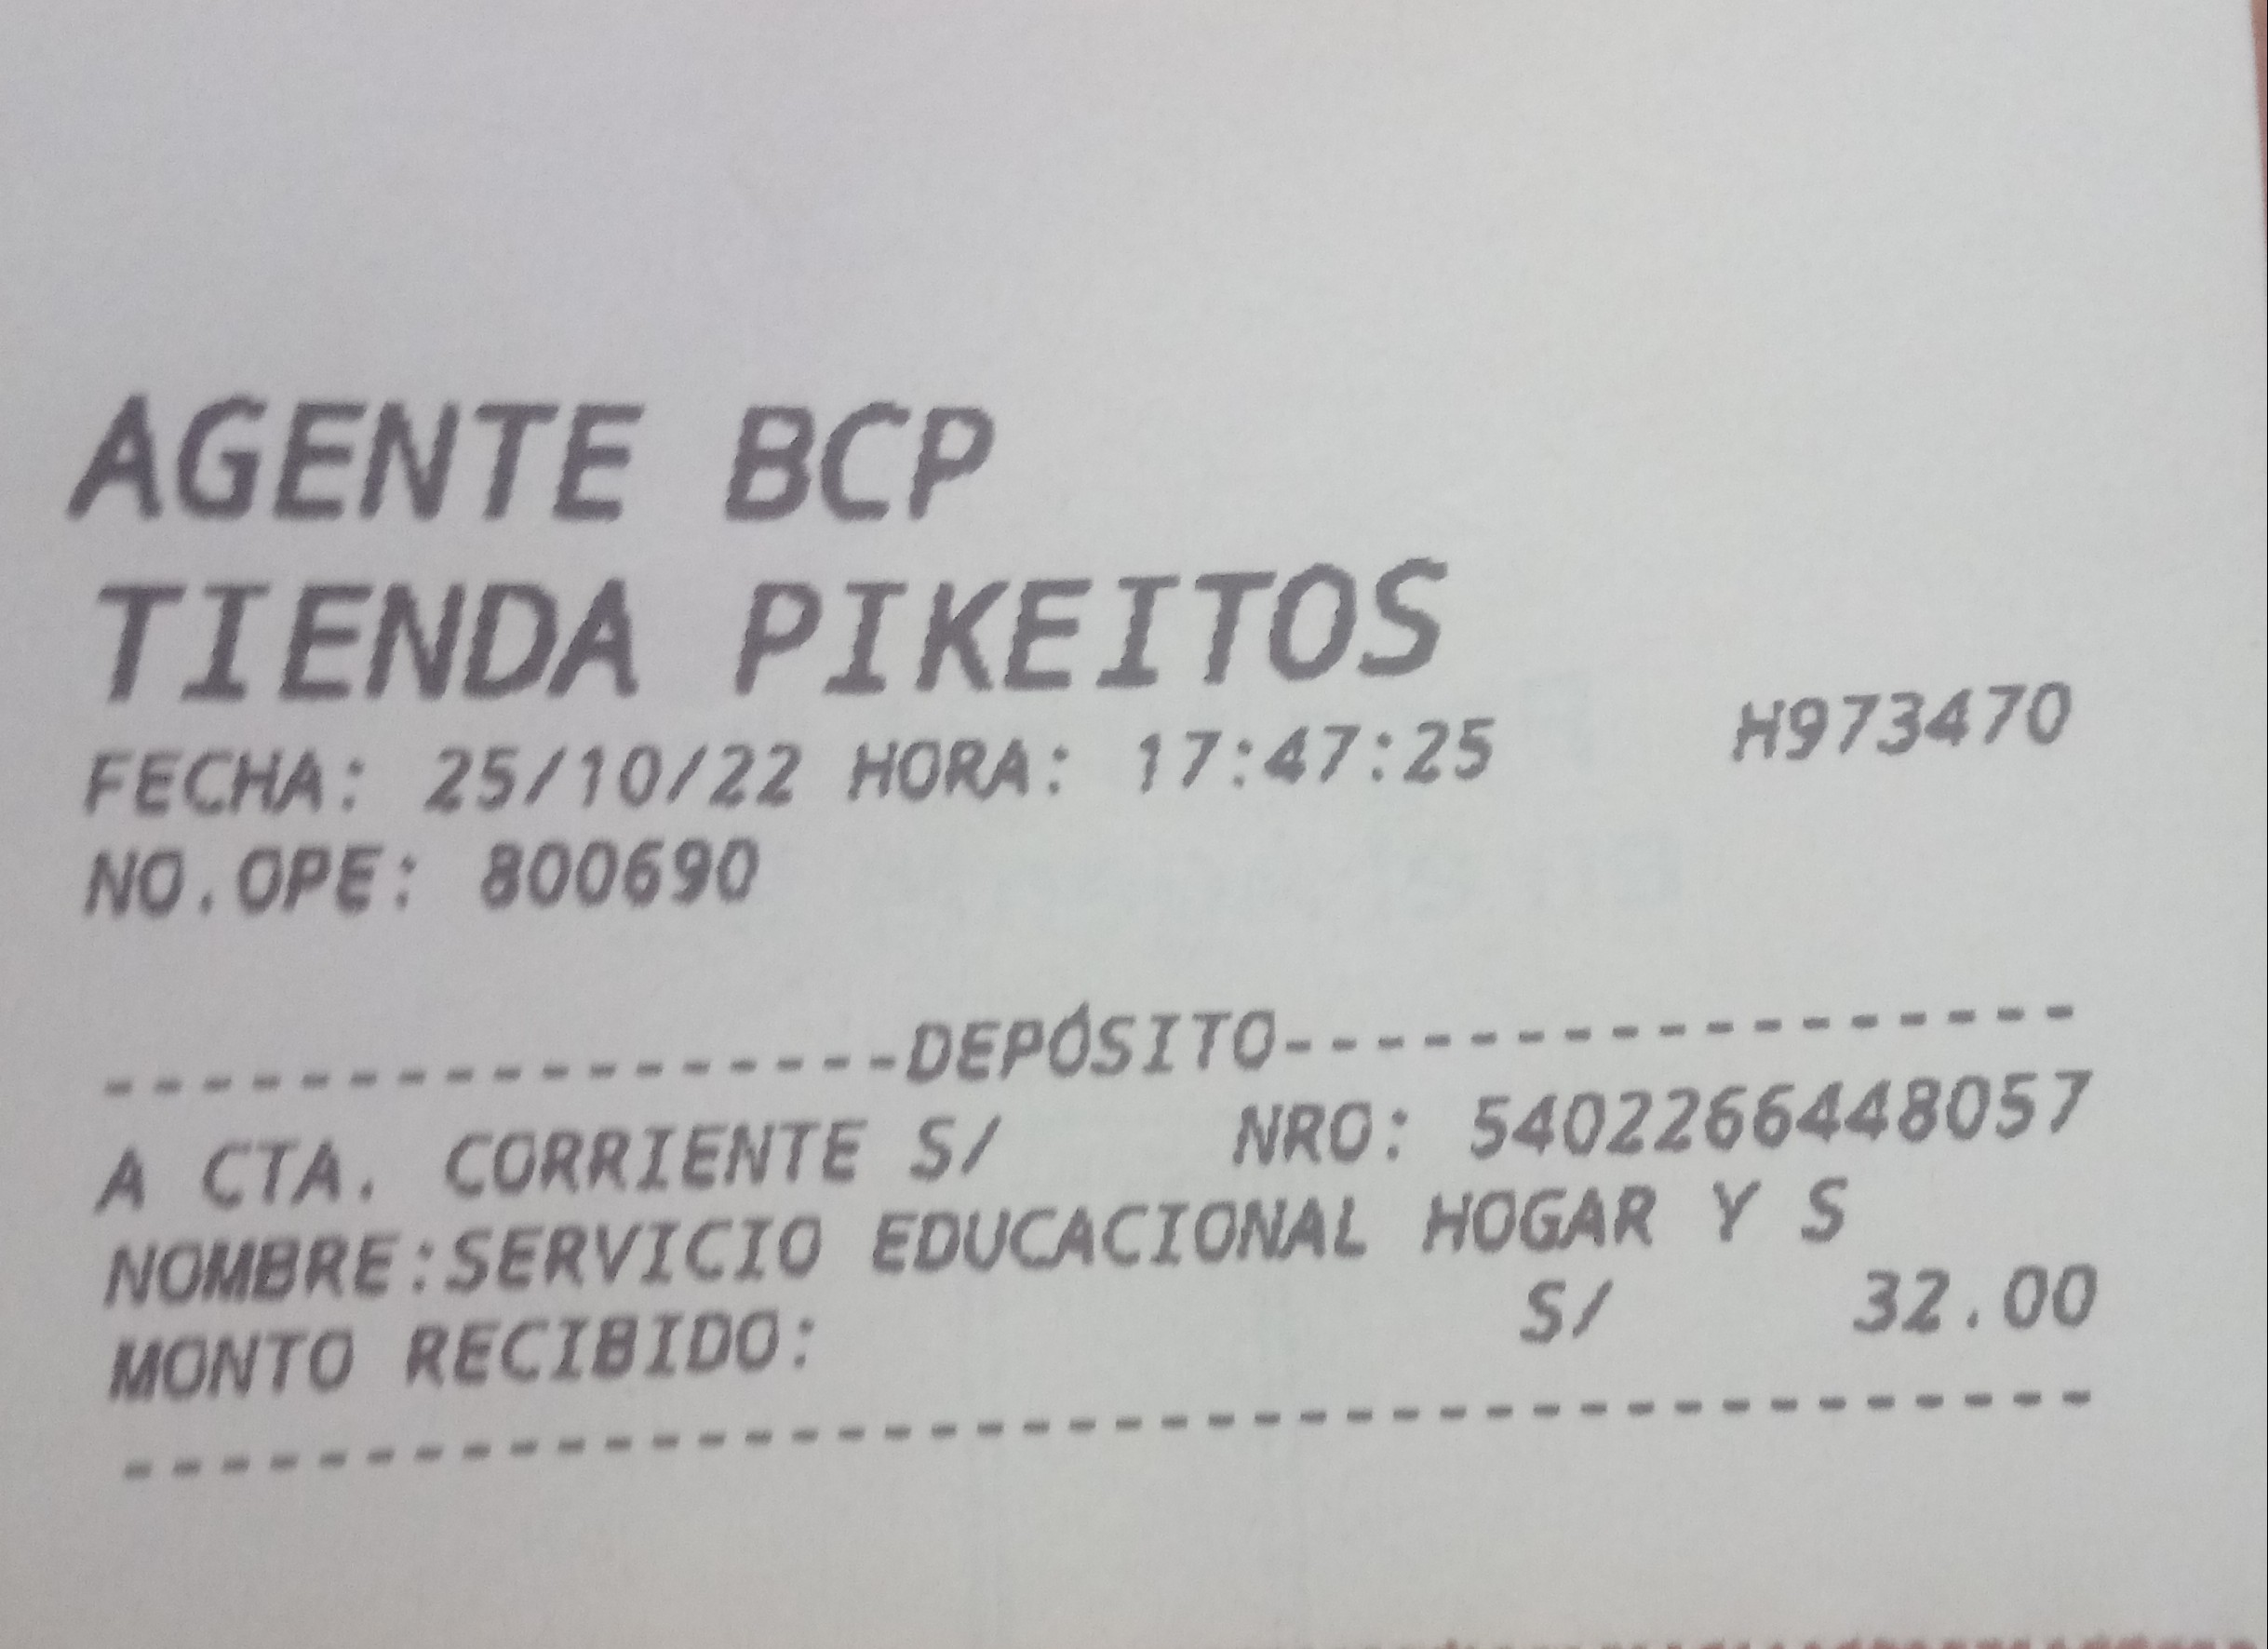 AGENTE BCP
TIENDA PIKEITOS
FECHA: 25/10/22 HORA: 17:47:25 H973470
NO.OPE: 800690
------------------DEPÓSITO------------------
A CTA. CORRIENTE S/ NRO: 5402266448057
NOMBRE:SERVICIO EDUCACIONAL HOGAR Y S
MONTO RECIBIDO: S/ 32.00
--------------------------------------------